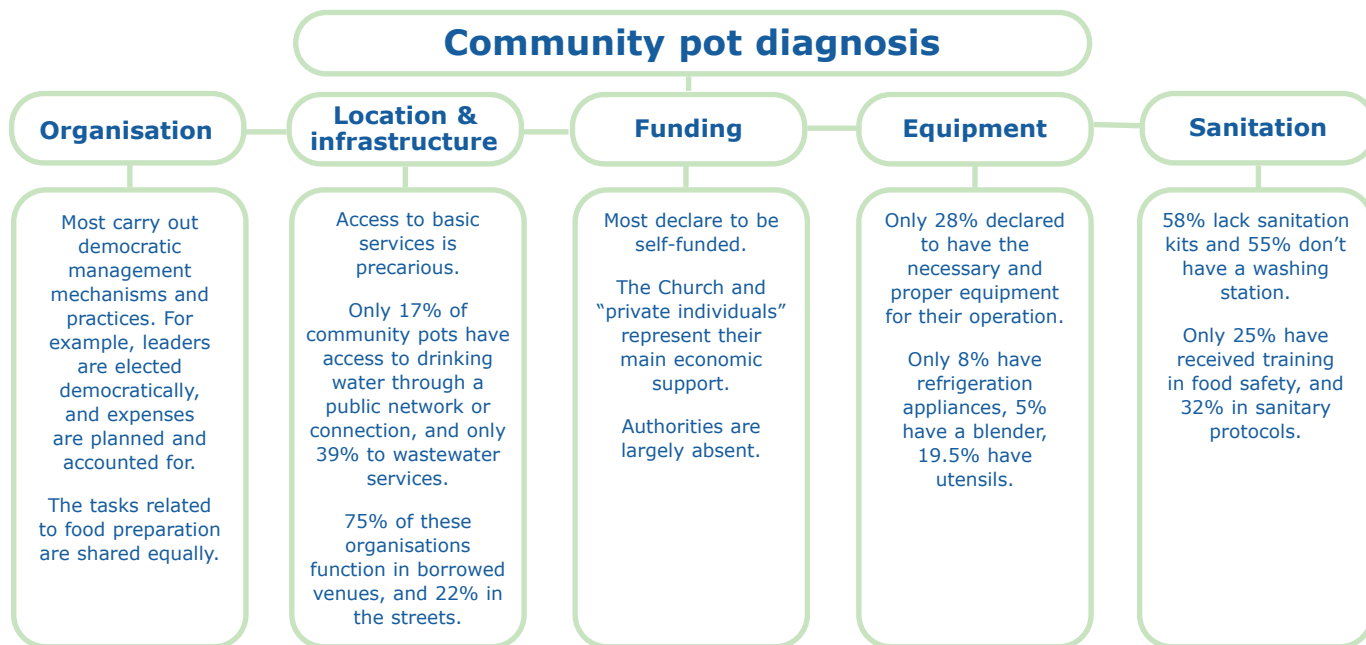 Community pot diagnosis
Organisation
Most carry out
democratic
management
mechanisms and
practices. For
example, leaders
are elected
democratically,
and expenses
are planned and
accounted for.
The tasks related
to food preparation
are shared equally.
Location &
infrastructure
Access to basic
services is
precarious.
Only 17% of
community pots have
access to drinking
water through a
public network or
connection, and only
39% to wastewater
services.
75% of these
organisations
function in borrowed
venues, and 22% in
the streets.
Funding
Most declare to be
self-funded.
The Church and
“private individuals”
represent their
main economic
support.
Authorities are
largely absent.
Equipment
Only 28% declared
to have the
necessary and
proper equipment
for their operation.
Only 8% have
refrigeration
appliances, 5%
have a blender,
19.5% have
utensils.
Sanitation
58% lack sanitation
kits and 55% don’t
have a washing
station.
Only 25% have
received training
in food safety, and
32% in sanitary
protocols.